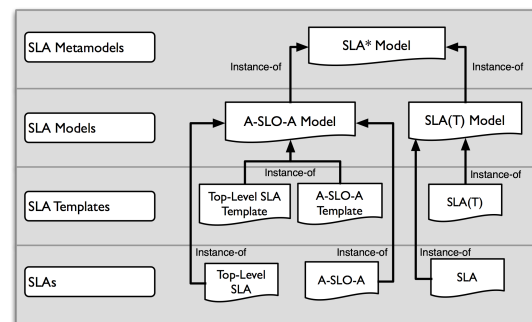 SLA Metamodels
SLA* Model
Instance-of
Instance-of
SLA Models
A-SLO-A Model
SLA(T) Model
Instance-of
Instance-of
SLA Templates
Top-Level SLA
Template
A-SLO-A
Template
SLA(T)
Instance-of
Instance-of
Instance-of
SLAs
Top-Level
SLA
A-SLO-A
SLA